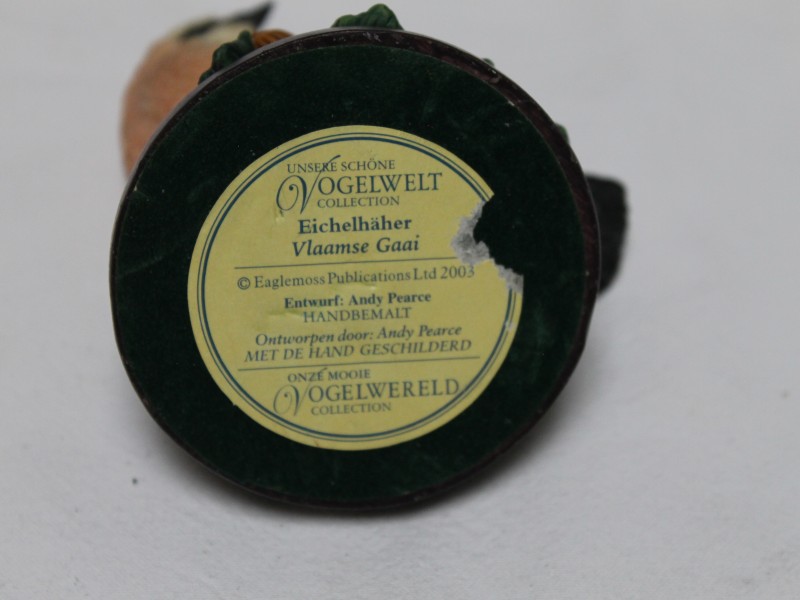 UNSERE SCHÖNE
VOGELWELT
COLLECTION
Eichelhäher
Vlaamse Gaai
© Eaglemoss Publications Ltd 2003
Entwurf: Andy Pearce
HANDBEMALT
Ontworpen door: Andy Pearce
MET DE HAND GESCHILDERD
ONZE MOOIE
VOGELWERELD
COLLECTION